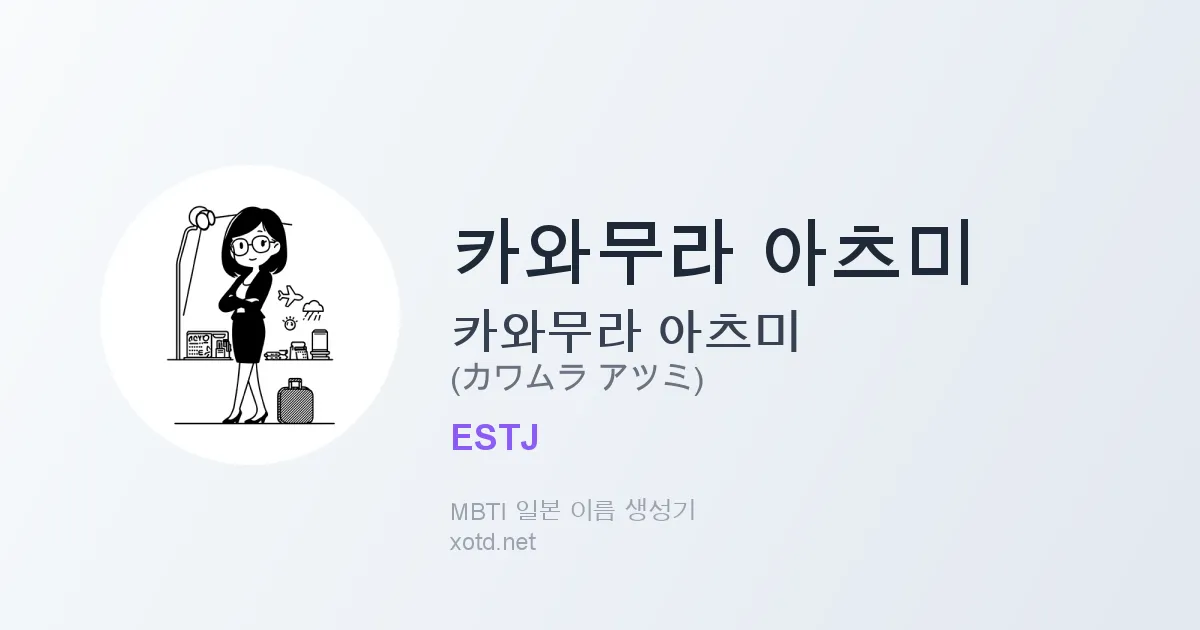 카와무라 아츠미
카와무라 아츠미
(カワムラ アツミ)
ESTJ
MBTI 일본 이름 생성기
xotd.net